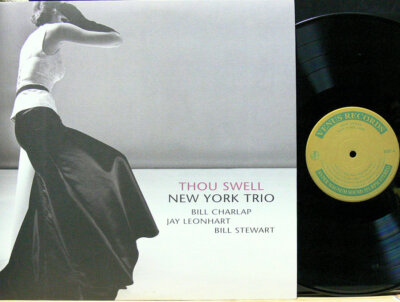 THOU SWELL
NEW YORK TRIO
BILL CHARLAP
JAY LEONHART
BILL STEWART
VENUS RECORDS